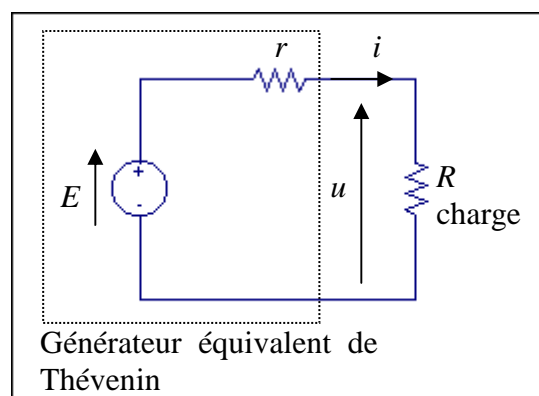 r
i
+
E
-
u
R
charge
Générateur équivalent de
Thévenin